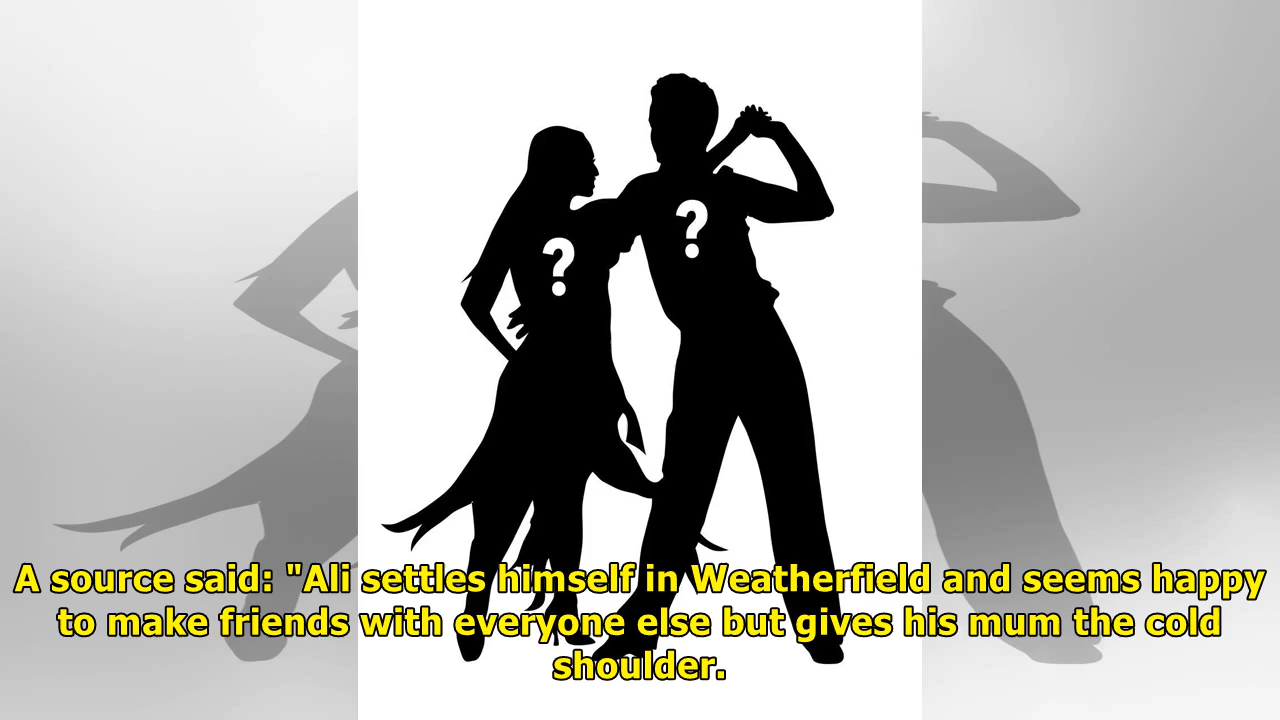 ?
?
A source said: "Ali settles himself in Weatherfield and seems happy
to make friends with everyone else but gives his mum the cold
shoulder.